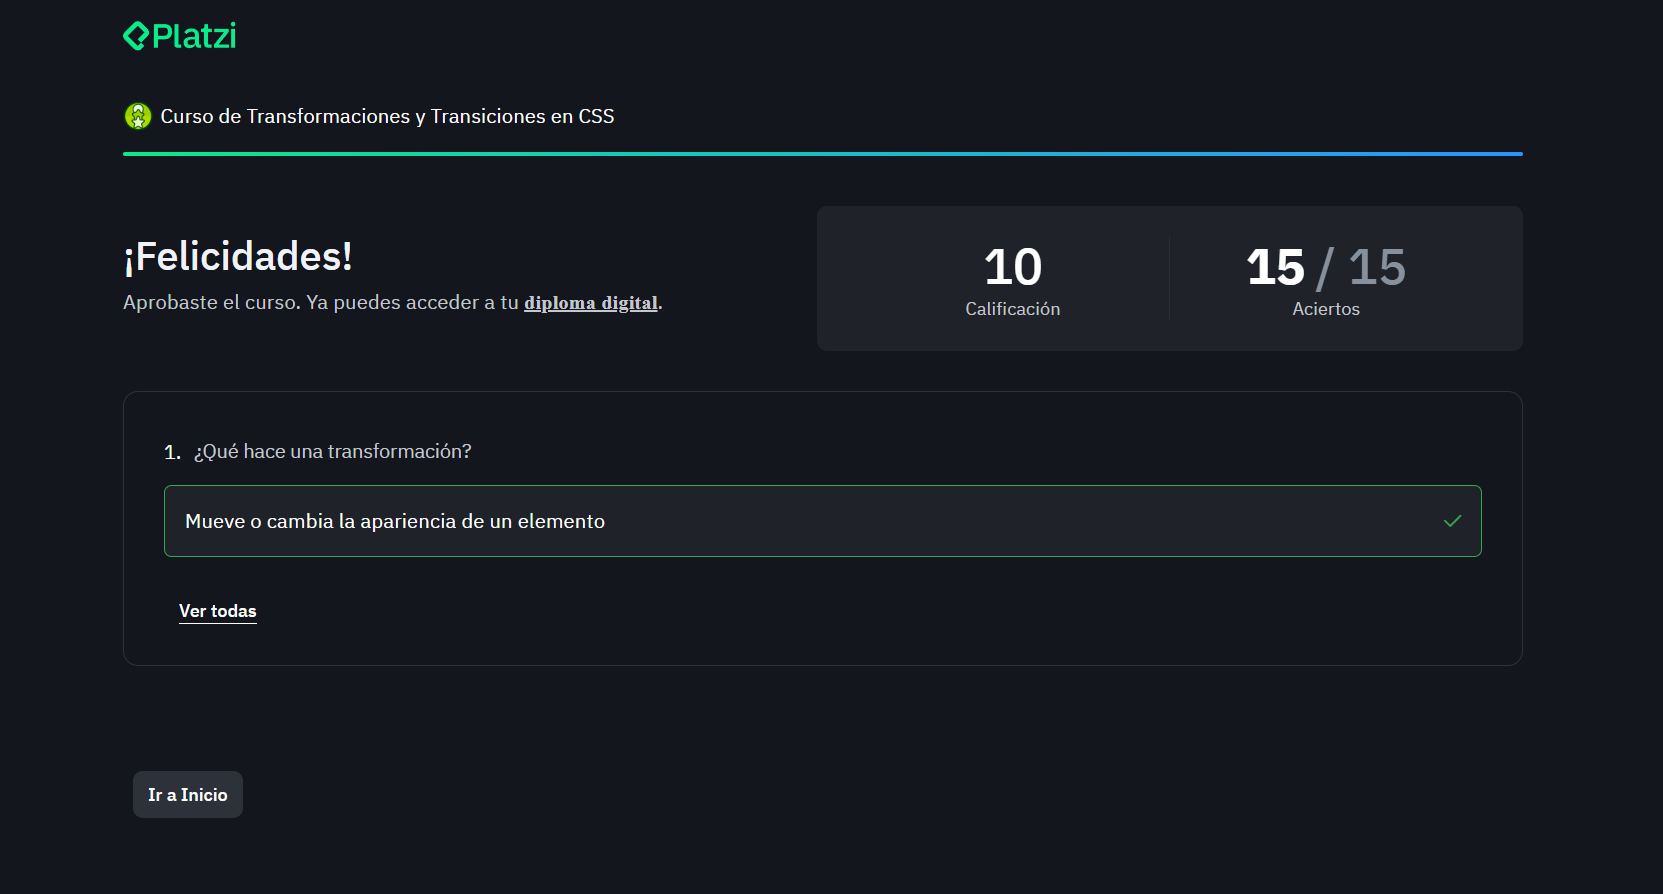 Platzi
Curso de Transformaciones y Transiciones en CSS
¡Felicidades!
Aprobaste el curso. Ya puedes acceder a tu diploma digital.
10
Calificación
15 / 15
Aciertos
1. ¿Qué hace una transformación?
Mueve o cambia la apariencia de un elemento
Ver todas
Ir a Inicio